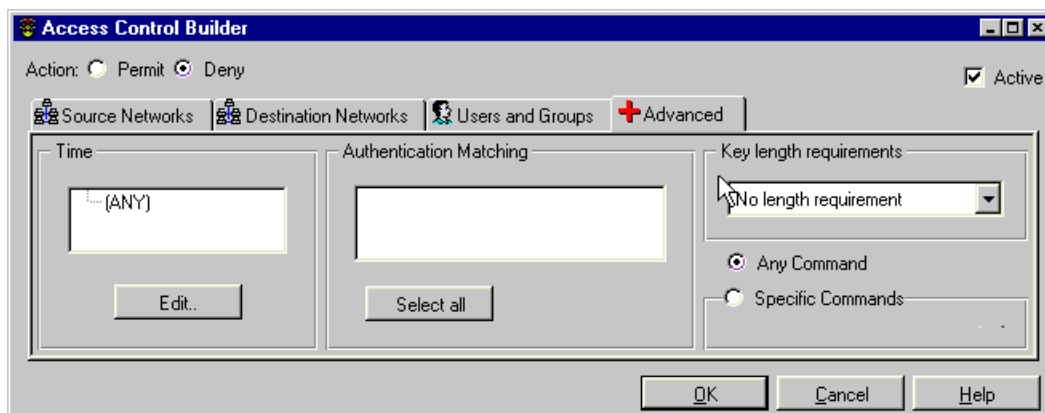 Access Control Builder
Action: Permit Deny
Active
Source Networks Destination Networks Users and Groups Advanced
Time Authentication Matching Key length requirements
(ANY)
No length requirement
Any Command
Edit.. Select all Specific Commands
OK Cancel Help